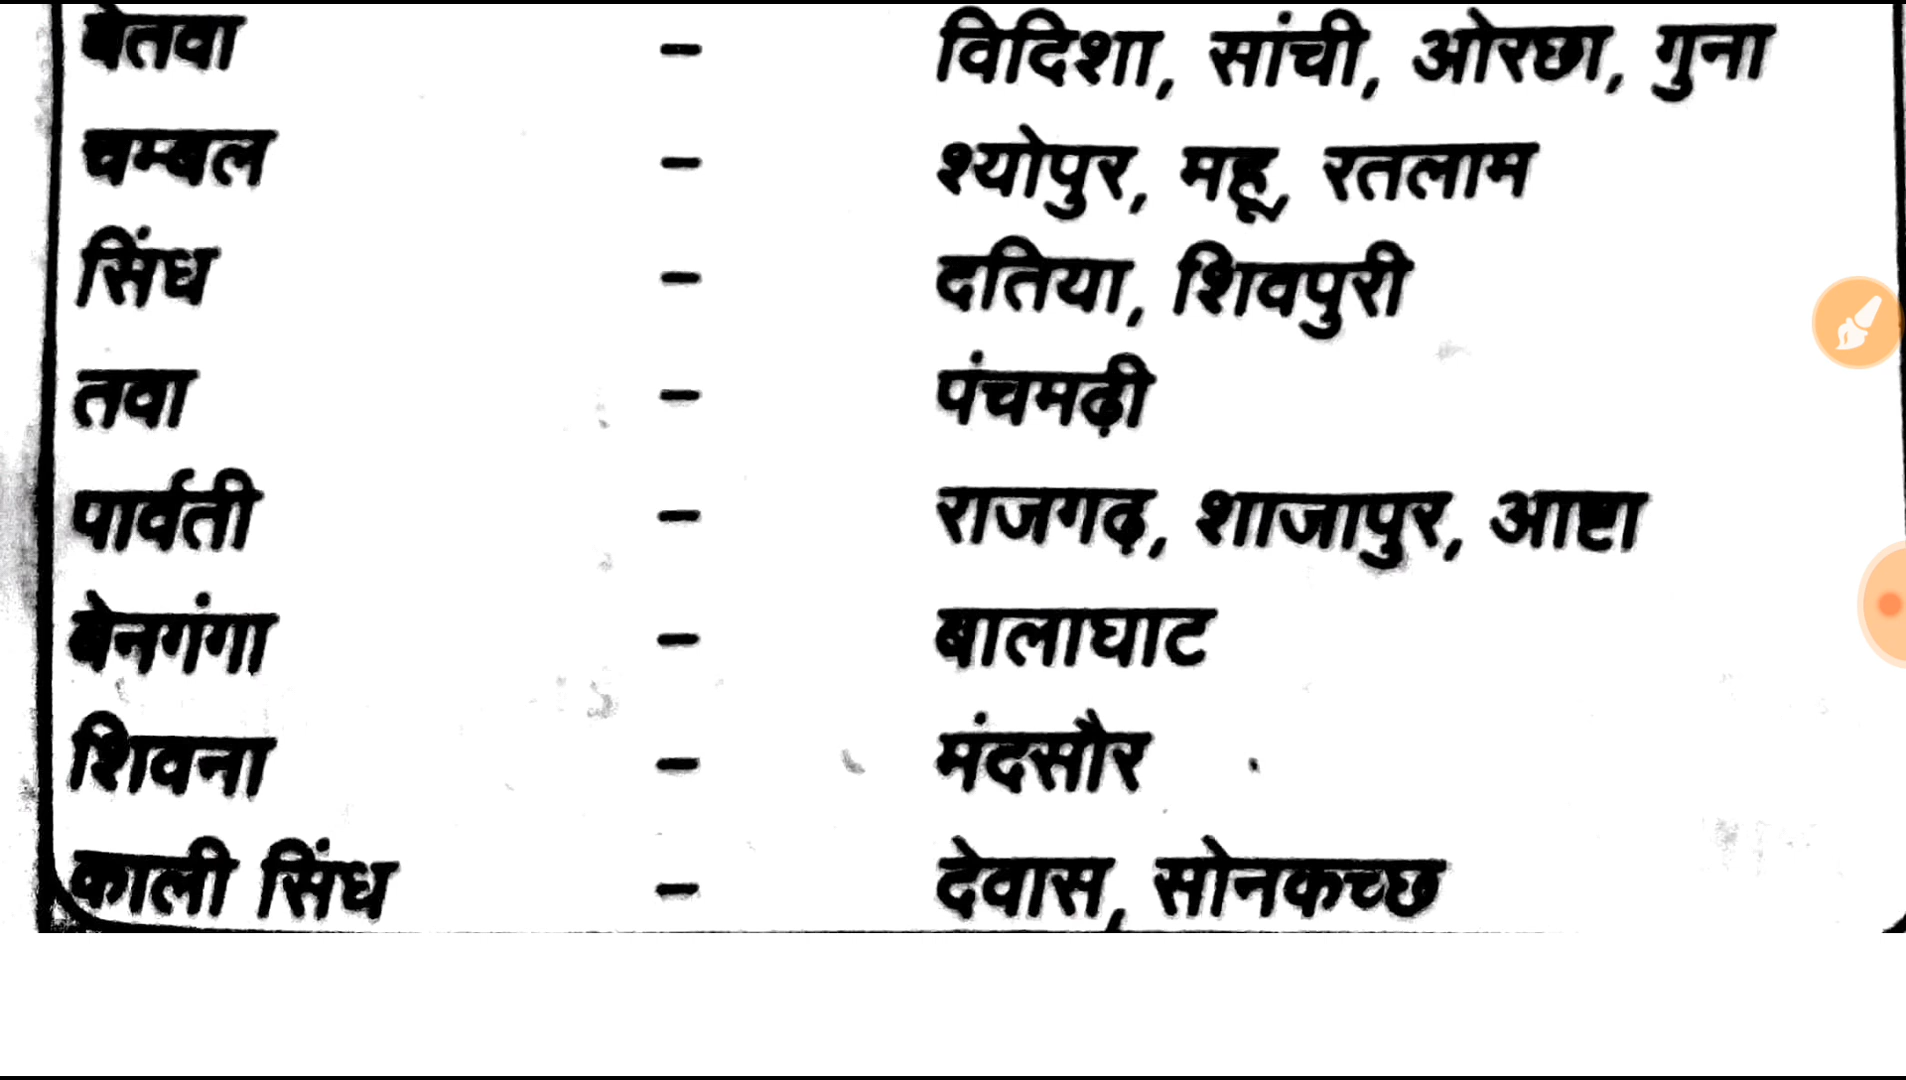 बेतवा - विदिशा, सांची, ओरछा, गुना
चम्बल - श्योपुर, महू, रतलाम
सिंध - दतिया, शिवपुरी
तवा - पंचमढ़ी
पार्वती - राजगढ़, शाजापुर, आष्टा
बेनगंगा - बालाघाट
शिवना - मंदसौर
काली सिंध - देवास, सोनकच्छ